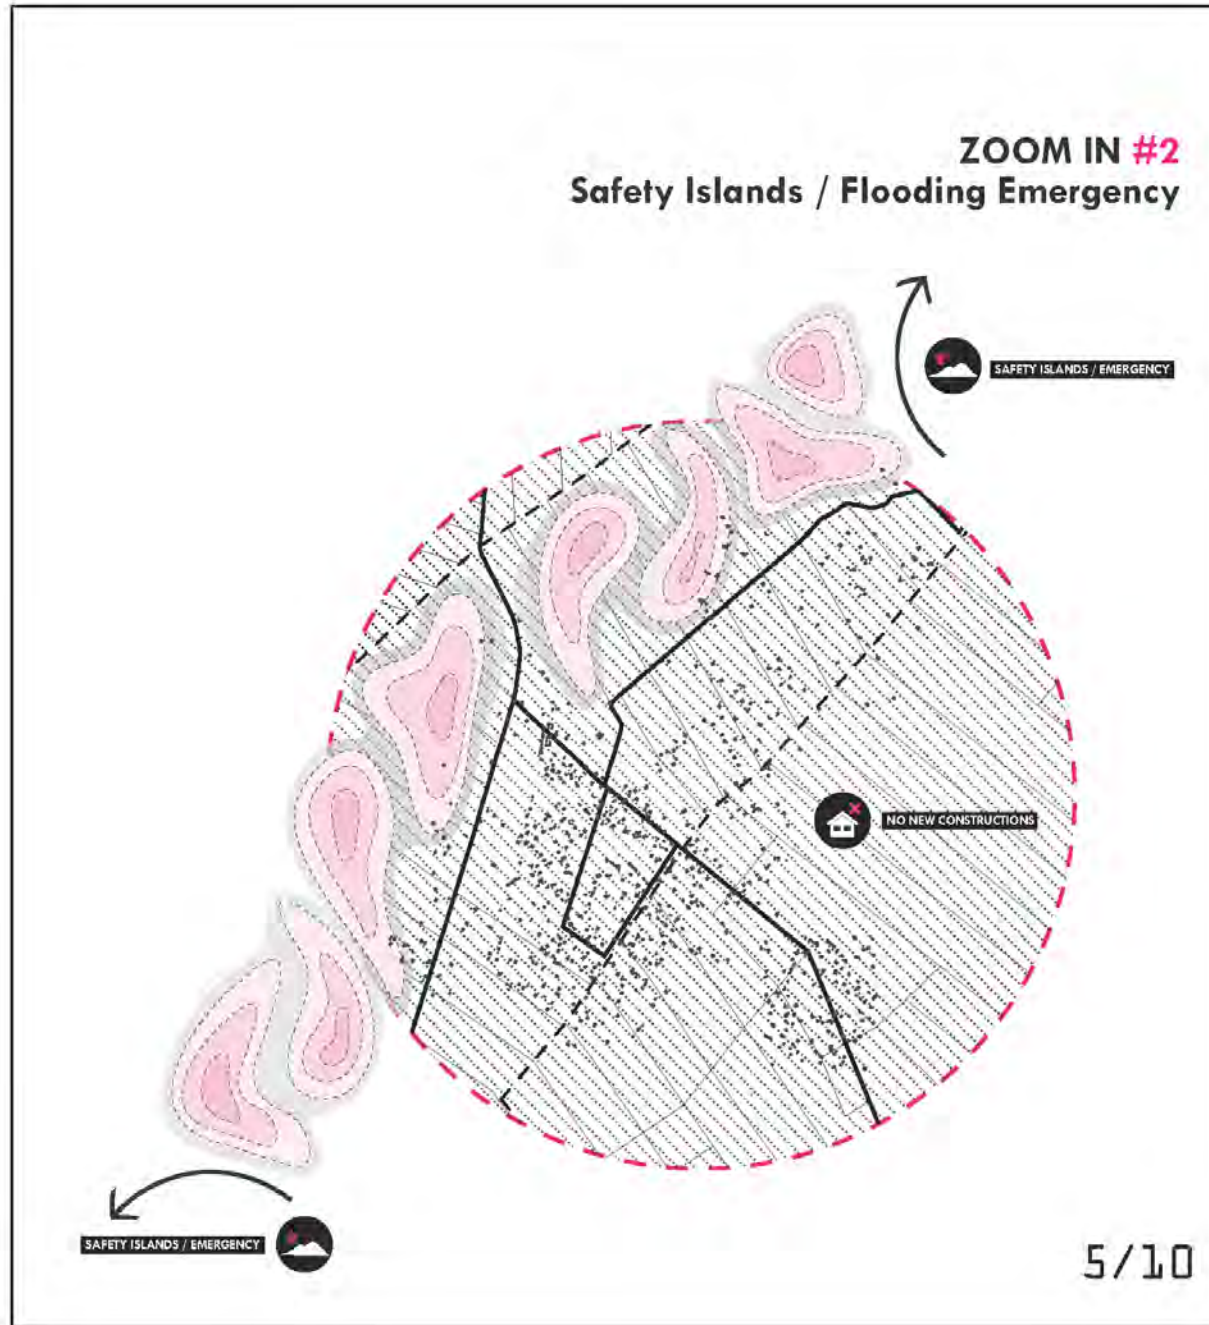 ZOOM IN #2
Safety Islands / Flooding Emergency
SAFETY ISLANDS / EMERGENCY
NO NEW CONSTRUCTIONS
SAFETY ISLANDS / EMERGENCY
5/10